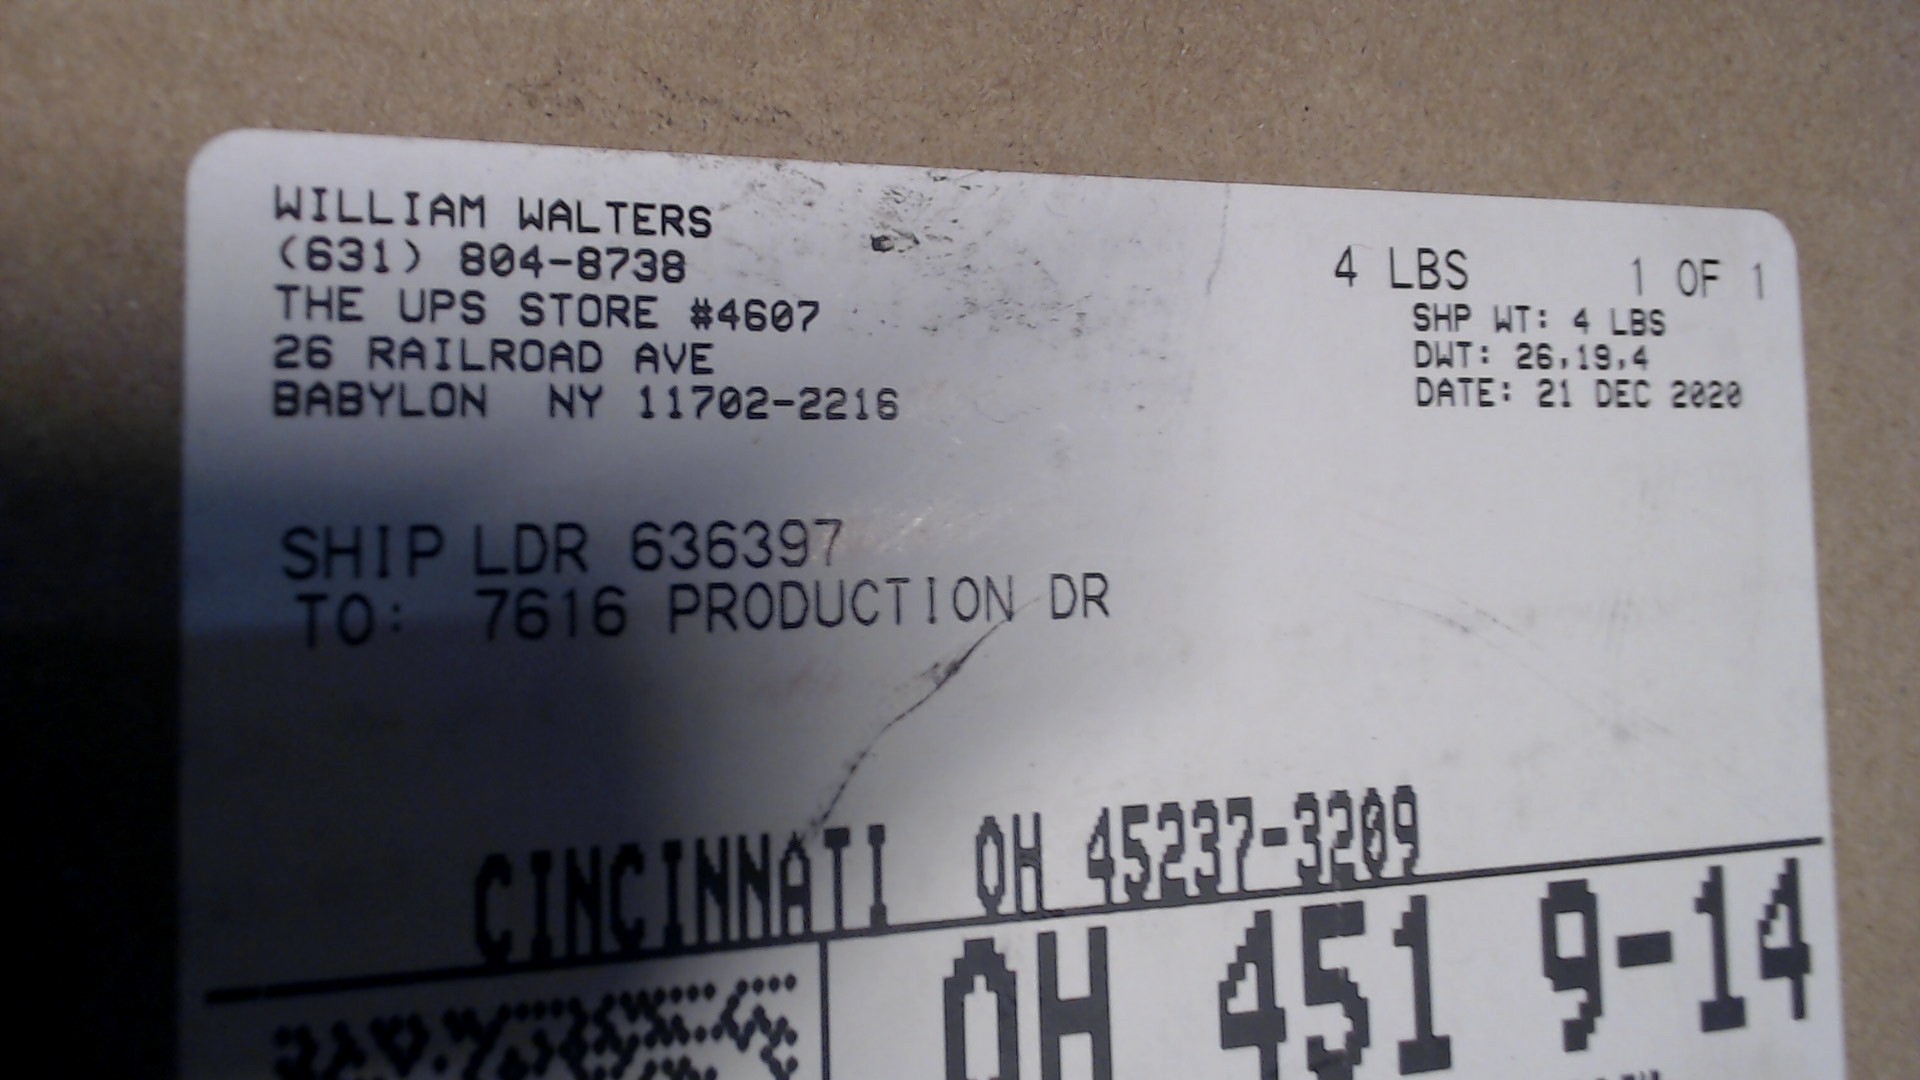 WILLIAM WALTERS
(631) 804-8738
THE UPS STORE #4607
26 RAILROAD AVE
BABYLON NY 11702-2216
4 LBS 1 OF 1
SHP WT: 4 LBS
DWT: 26,19,4
DATE: 21 DEC 2020
SHIP LDR 636397
TO: 7616 PRODUCTION DR
CINCINNATI OH 45237-3209
OH 451 9-14